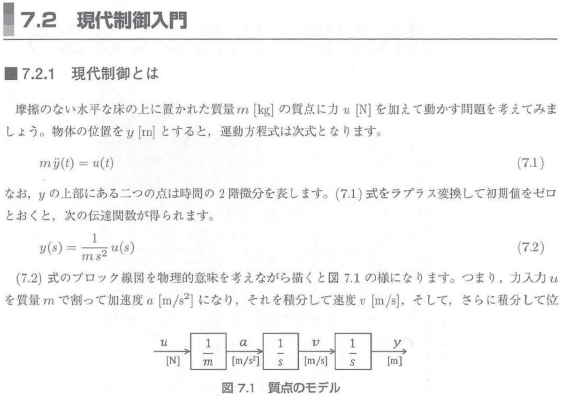 7.2 現代制御入門
■ 7.2.1 現代制御とは
摩擦のない水平な床の上に置かれた質量m [kg] の質点に力 u [N] を加えて動かす問題を考えてみま
しょう。物体の位置を y [m] とすると，運動方程式は次式となります。
mÿ(t) = u(t) (7.1)
なお，y の上部にある二つの点は時間の 2 階微分を表します。(7.1) 式をラプラス変換して初期値をゼロ
とおくと，次の伝達関数が得られます。
y(s) = \frac{1}{ms^2} u(s) (7.2)
(7.2) 式のブロック線図を物理的意味を考えながら描くと図 7.1 の様になります。つまり，力入力 u
を質量 m で割って加速度 a [m/s²] になり，それを積分して速度 v [m/s]，そして，さらに積分して位
u [N] 1/m a [m/s²] 1/s v [m/s] 1/s y [m]
図 7.1 質点のモデル